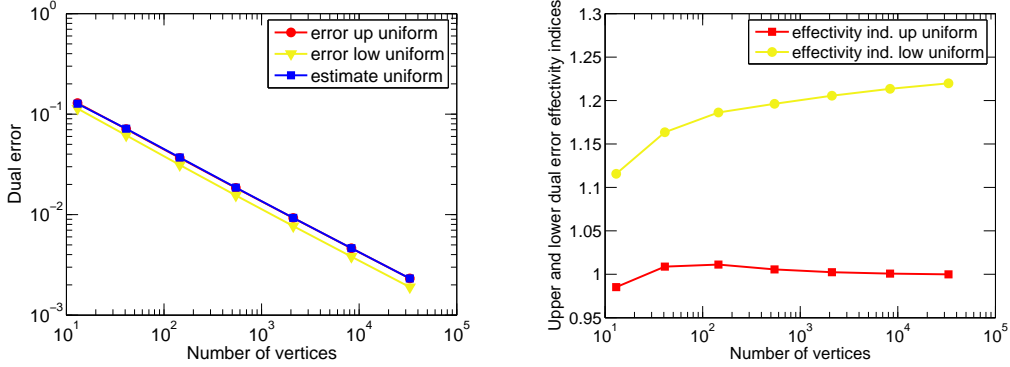 10^0
10^-1
10^-2
10^-3
10^1
10^2
10^3
10^4
10^5
Number of vertices
Dual error
error up uniform
error low uniform
estimate uniform
1.3
1.25
1.2
1.15
1.1
1.05
1
0.95
10^1
10^2
10^3
10^4
10^5
Number of vertices
Upper and lower dual error effectivity indices
effectivity ind. up uniform
effectivity ind. low uniform